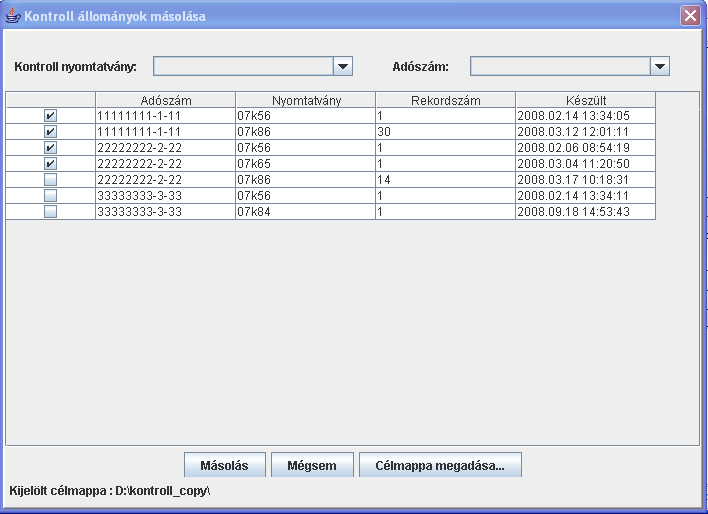 Kontroll állományok másolása
Kontroll nyomtatvány: Adószám:
Adószám Nyomtatvány Rekordszám Készült
11111111-1-11 07k56 1 2008.02.14 13:34:05
11111111-1-11 07k86 30 2008.03.12 12:01:11
22222222-2-22 07k56 1 2008.02.06 08:54:19
22222222-2-22 07k65 1 2008.03.04 11:20:50
22222222-2-22 07k86 14 2008.03.17 10:18:31
33333333-3-33 07k56 1 2008.02.14 13:34:11
33333333-3-33 07k84 1 2008.09.18 14:53:43
Másolás Mégsem Célmappa megadása...
Kijelölt célmappa : D:\kontroll_copy\